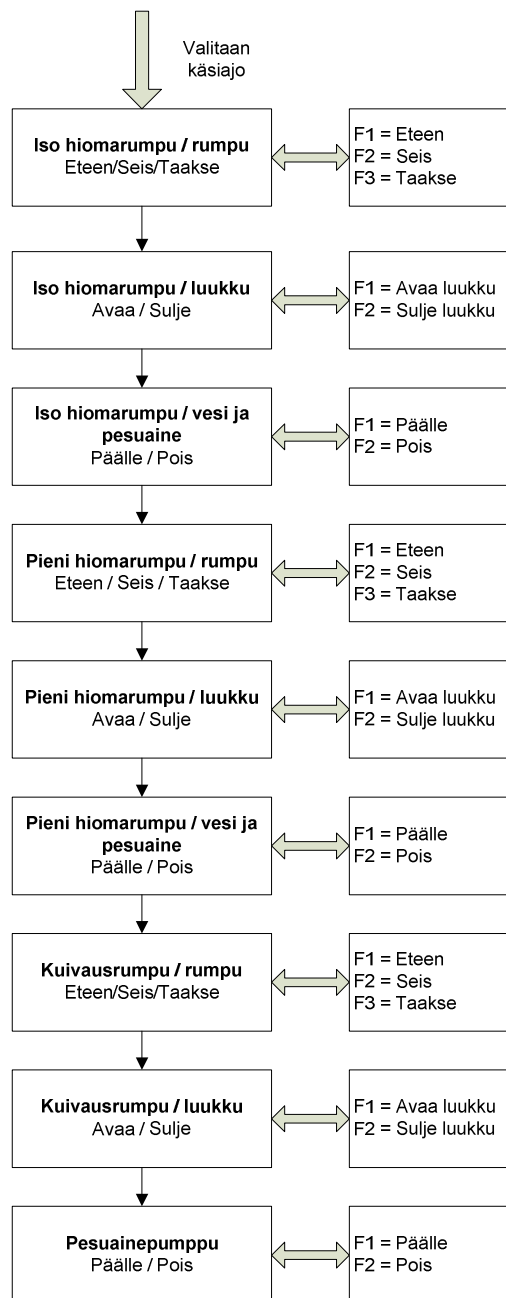 Valitaan
käsiajo
Iso hiomarumpu / rumpu
Eteen/Seis/Taakse
F1 = Eteen
F2 = Seis
F3 = Taakse
Iso hiomarumpu / luukku
Avaa / Sulje
F1 = Avaa luukku
F2 = Sulje luukku
Iso hiomarumpu / vesi ja
pesuaine
Päälle / Pois
F1 = Päälle
F2 = Pois
Pieni hiomarumpu / rumpu
Eteen / Seis / Taakse
F1 = Eteen
F2 = Seis
F3 = Taakse
Pieni hiomarumpu / luukku
Avaa / Sulje
F1 = Avaa luukku
F2 = Sulje luukku
Pieni hiomarumpu / vesi ja
pesuaine
Päälle / Pois
F1 = Päälle
F2 = Pois
Kuivausrumpu / rumpu
Eteen/Seis/Taakse
F1 = Eteen
F2 = Seis
F3 = Taakse
Kuivausrumpu / luukku
Avaa / Sulje
F1 = Avaa luukku
F2 = Sulje luukku
Pesuainepumppu
Päälle / Pois
F1 = Päälle
F2 = Pois